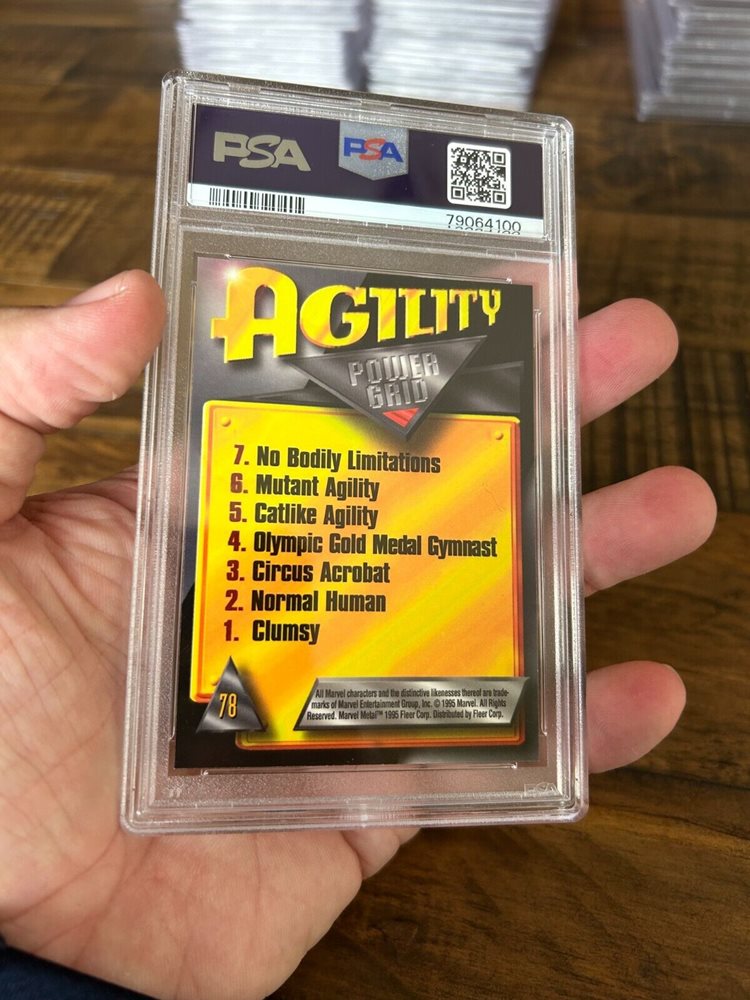 PSA PSA
79064100
AGILITY
POWER
GRID
7. No Bodily Limitations
6. Mutant Agility
5. Catlike Agility
4. Olympic Gold Medal Gymnast
3. Circus Acrobat
2. Normal Human
1. Clumsy
78
All Marvel characters and the distinctive likenesses thereof are trade-
marks of Marvel Entertainment Group, Inc. © 1995 Marvel. All Rights
Reserved. Marvel Metal™ 1995 Fleer Corp. Distributed by Fleer Corp.
PSA